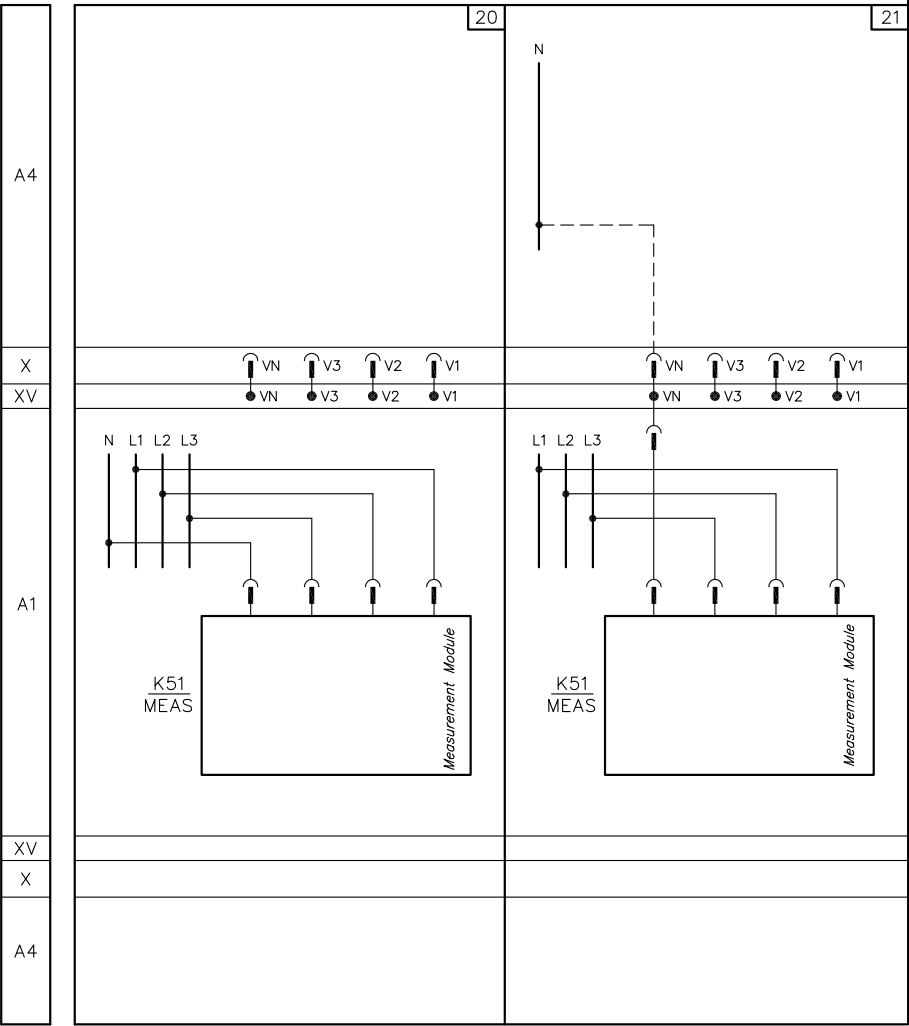 20
21
N
A4
X
VN V3 V2 V1
VN V3 V2 V1
XV
VN V3 V2 V1
VN V3 V2 V1
N L1 L2 L3
L1 L2 L3
A1
K51
MEAS
Measurement Module
K51
MEAS
Measurement Module
XV
X
A4